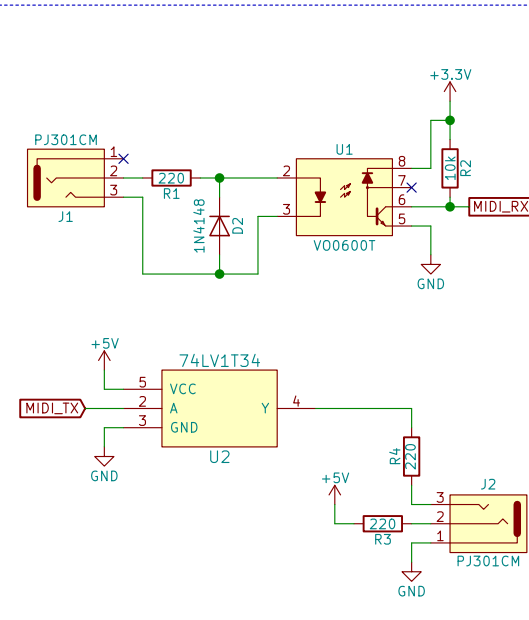 +3.3V
PJ301CM
1
2
3
J1
220
R1
1N4148
D2
U1
2
3
8
7
6
5
VO0600T
10k
R2
MIDI_RX
GND
+5V
74LV1T34
MIDI_TX
5
2
3
VCC
A
GND
Y
4
U2
GND
R4
220
+5V
220
R3
J2
3
2
1
PJ301CM
GND